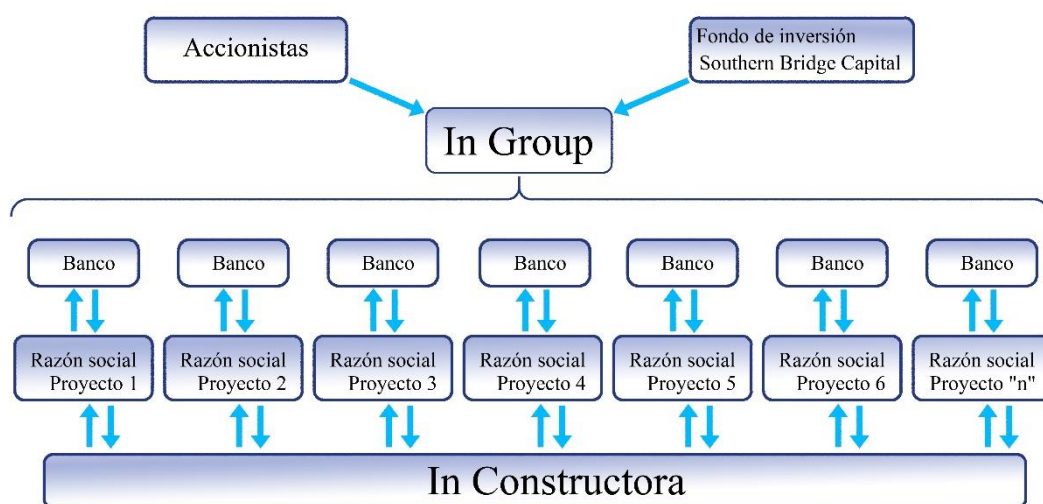 Accionistas
Fondo de inversión
Southern Bridge Capital
In Group
Banco
Banco
Banco
Banco
Banco
Banco
Banco
Razón social
Proyecto 1
Razón social
Proyecto 2
Razón social
Proyecto 3
Razón social
Proyecto 4
Razón social
Proyecto 5
Razón social
Proyecto 6
Razón social
Proyecto "n"
In Constructora